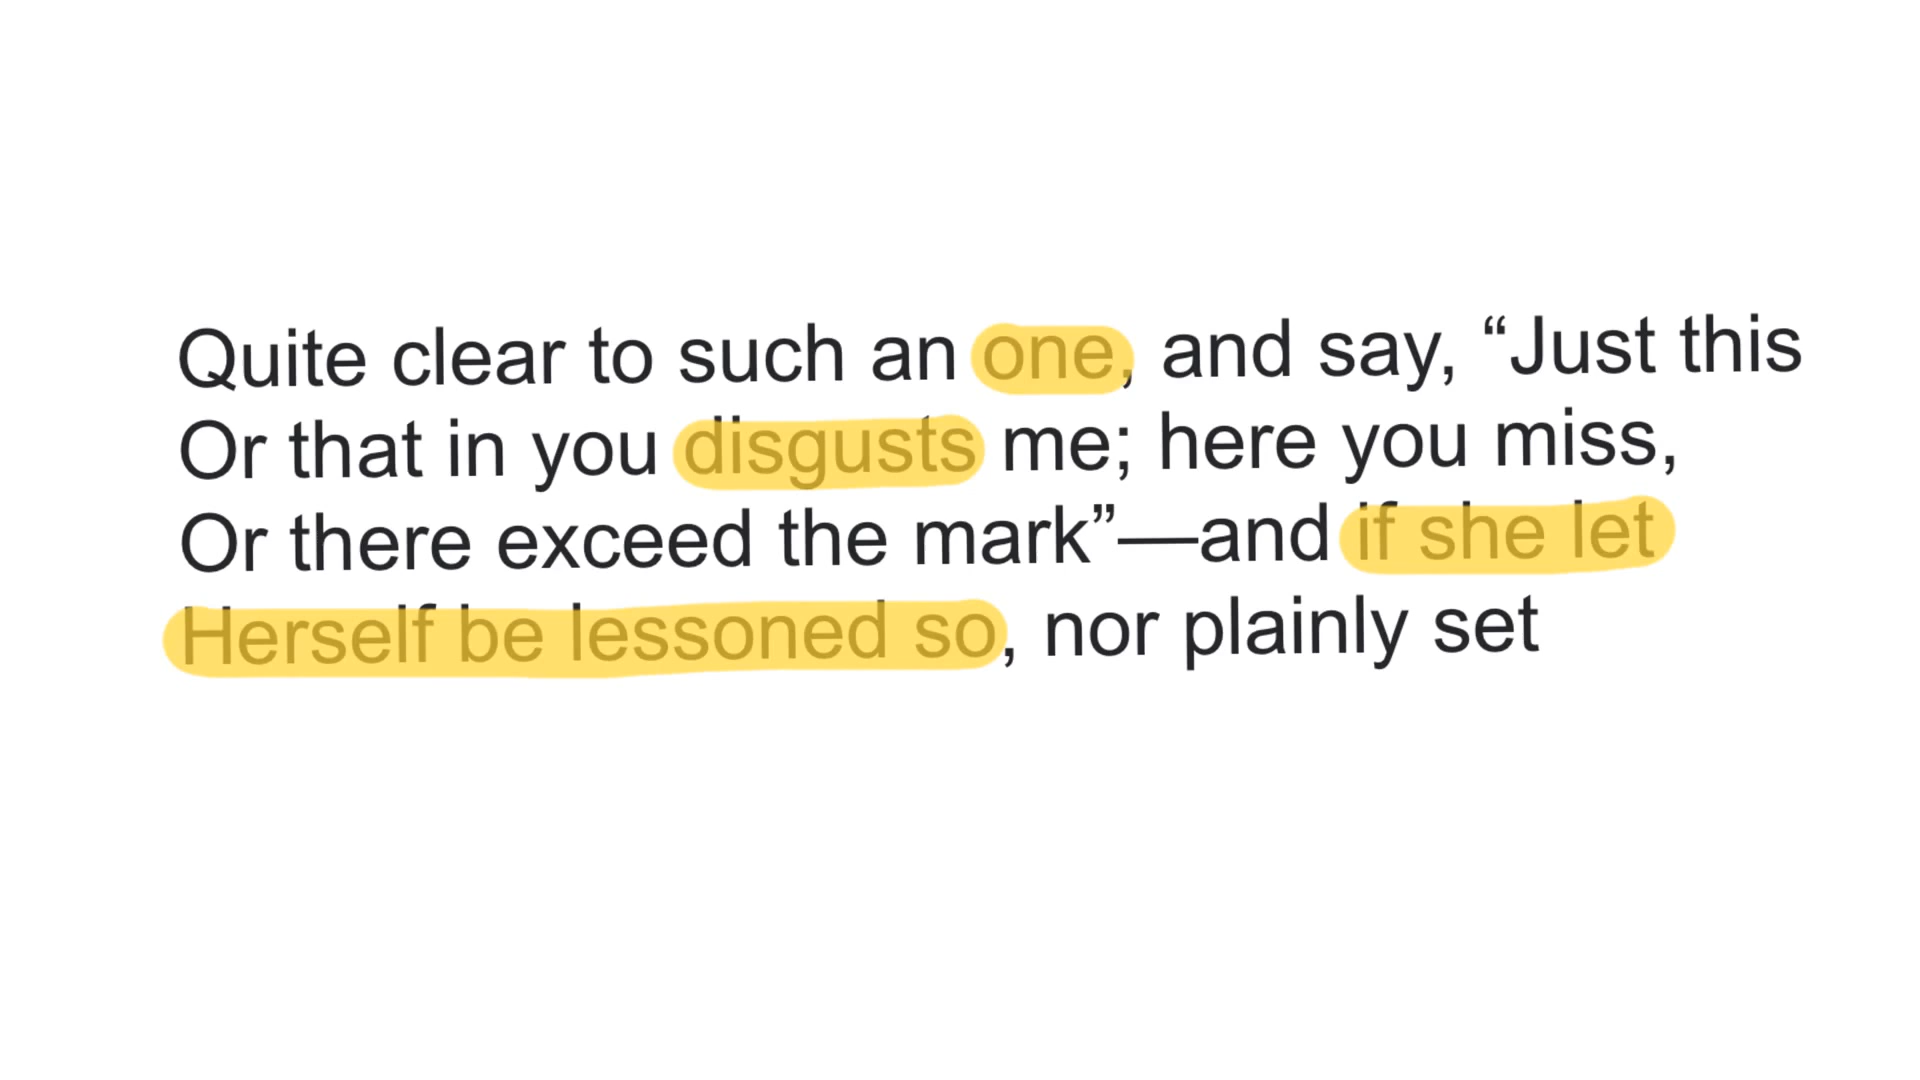 Quite clear to such an one, and say, “Just this
Or that in you disgusts me; here you miss,
Or there exceed the mark”—and if she let
Herself be lessoned so, nor plainly set